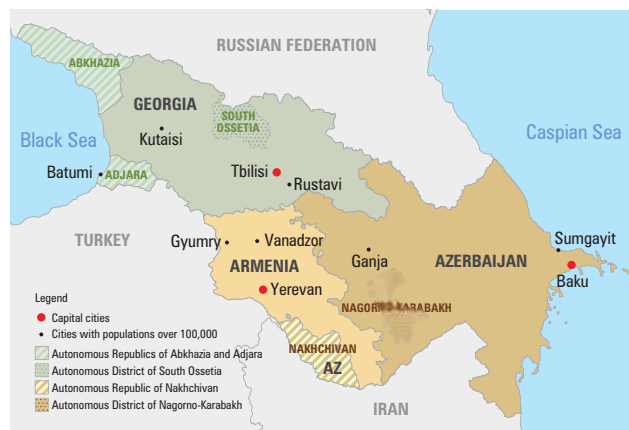 RUSSIAN FEDERATION
ABKHAZIA
GEORGIA
SOUTH
OSSETIA
Black Sea
Kutaisi
Caspian Sea
Batumi
ADJARA
Tbilisi
Rustavi
TURKEY
Gyumry
Vanadzor
Sumgayit
Ganja
AZERBAIJAN
ARMENIA
Baku
Yerevan
NAGORNO-KARABAKH
NAKHCHIVAN
AZ
IRAN
Legend
Capital cities
Cities with populations over 100,000
Autonomous Republics of Abkhazia and Adjara
Autonomous District of South Ossetia
Autonomous Republic of Nakhchivan
Autonomous District of Nagorno-Karabakh